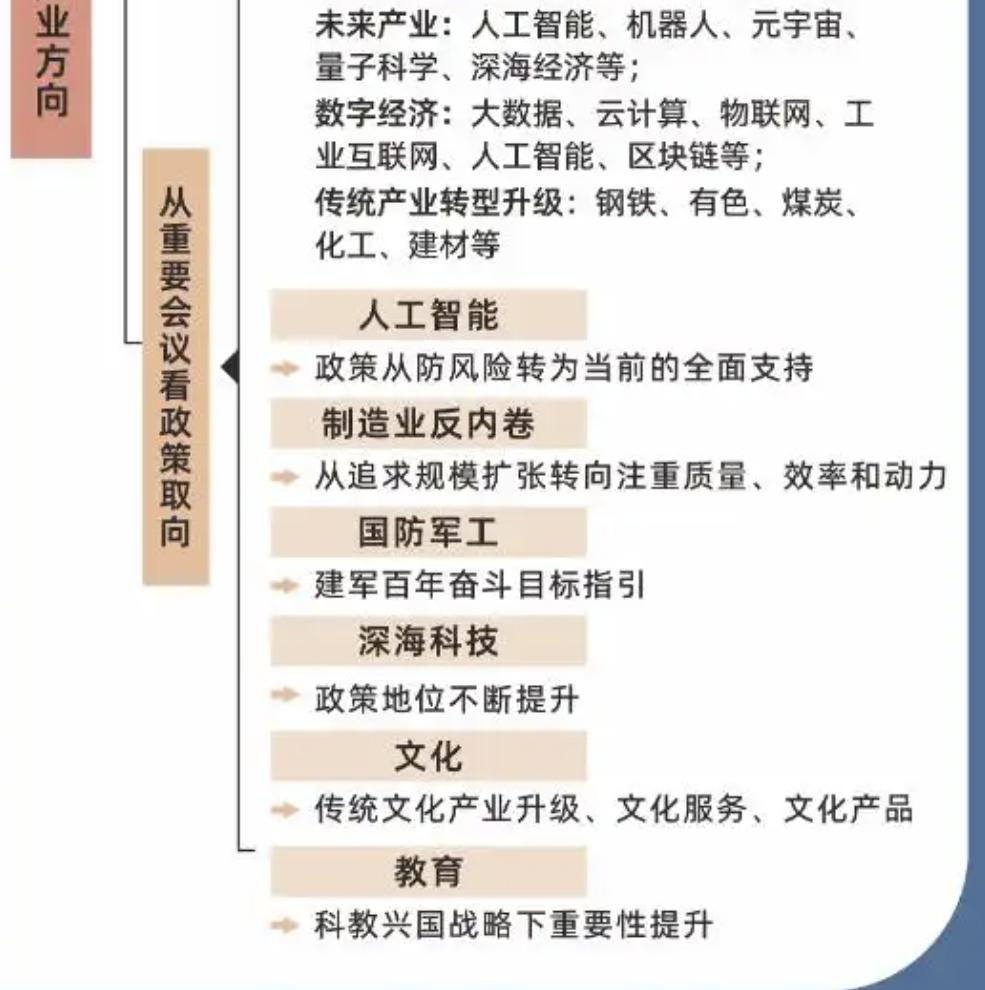 业方向
从重要会议看政策取向
未来产业：人工智能、机器人、元宇宙、
量子科学、深海经济等；
数字经济：大数据、云计算、物联网、工
业互联网、人工智能、区块链等；
传统产业转型升级：钢铁、有色、煤炭、
化工、建材等
人工智能
政策从防风险转为当前的全面支持
制造业反内卷
从追求规模扩张转向注重质量、效率和动力
国防军工
建军百年奋斗目标指引
深海科技
政策地位不断提升
文化
传统文化产业升级、文化服务、文化产品
教育
科教兴国战略下重要性提升